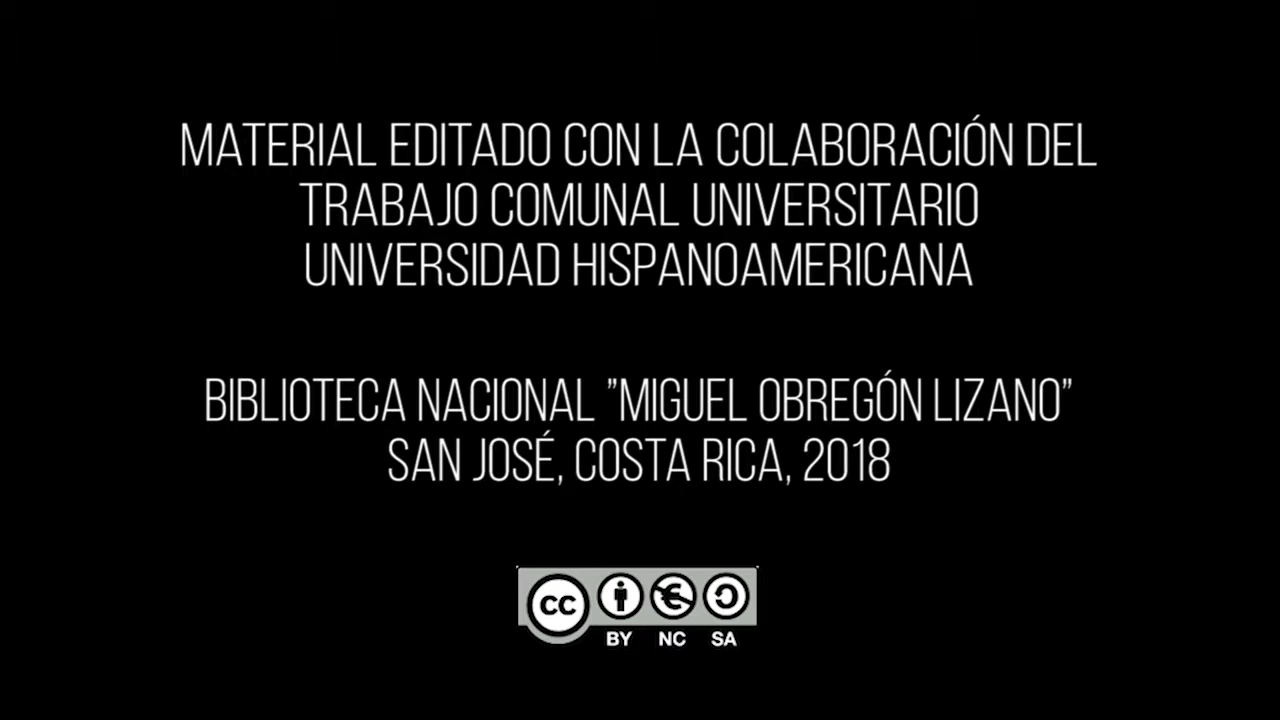 MATERIAL EDITADO CON LA COLABORACIÓN DEL
TRABAJO COMUNAL UNIVERSITARIO
UNIVERSIDAD HISPANOAMERICANA
BIBLIOTECA NACIONAL ”MIGUEL OBREGÓN LIZANO”
SAN JOSÉ, COSTA RICA, 2018
CC
BY NC SA